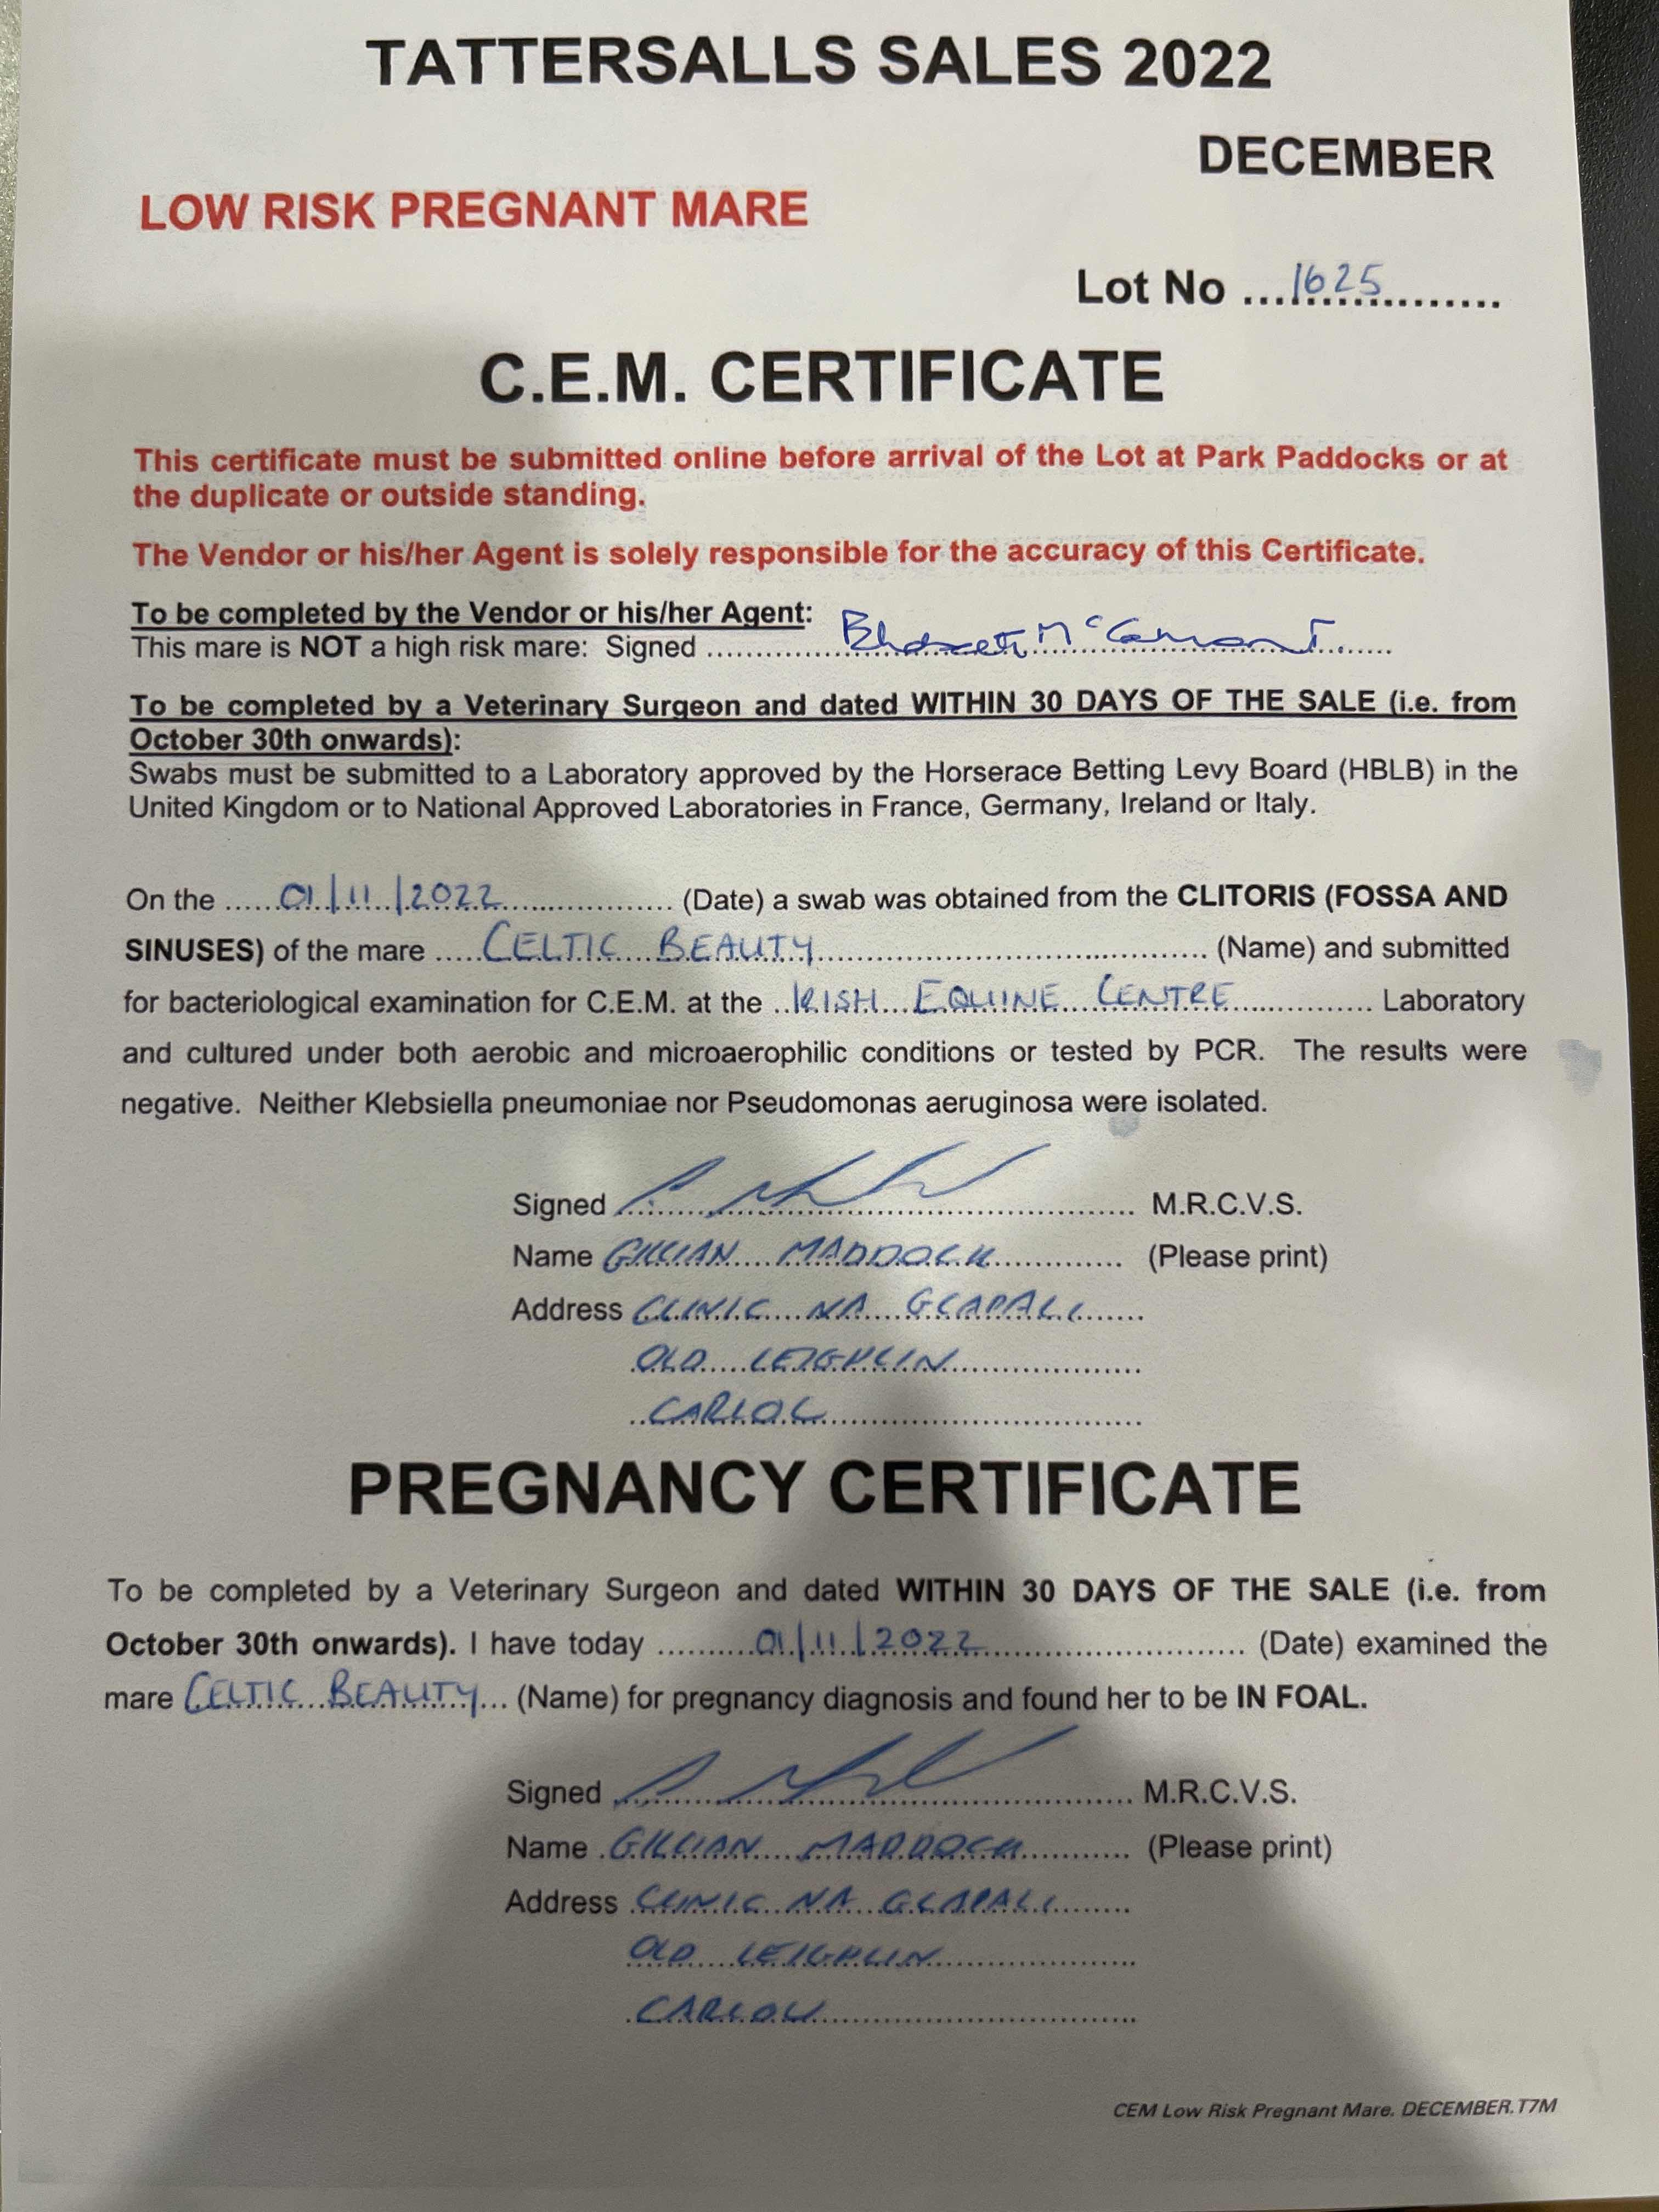 TATTERSALLS SALES 2022
DECEMBER
LOW RISK PREGNANT MARE
Lot No ....1625................
C.E.M. CERTIFICATE
This certificate must be submitted online before arrival of the Lot at Park Paddocks or at
the duplicate or outside standing.
The Vendor or his/her Agent is solely responsible for the accuracy of this Certificate.
To be completed by the Vendor or his/her Agent:
This mare is NOT a high risk mare: Signed ....................
To be completed by a Veterinary Surgeon and dated WITHIN 30 DAYS OF THE SALE (i.e. from
October 30th onwards):
Swabs must be submitted to a Laboratory approved by the Horserace Betting Levy Board (HBLB) in the
United Kingdom or to National Approved Laboratories in France, Germany, Ireland or Italy.
On the ......01/11/2022.................... (Date) a swab was obtained from the CLITORIS (FOSSA AND
SINUSES) of the mare .....CELTIC BEAUTY........................................ (Name) and submitted
for bacteriological examination for C.E.M. at the ..IRISH EQUINE CENTRE................ Laboratory
and cultured under both aerobic and microaerophilic conditions or tested by PCR. The results were
negative. Neither Klebsiella pneumoniae nor Pseudomonas aeruginosa were isolated.
Signed .................................... M.R.C.V.S.
Name GILLIAN MADDOCK................ (Please print)
Address CLINIC NA GCAPALL.......
OLD LEIGHLIN....................
CARLOW....................
PREGNANCY CERTIFICATE
To be completed by a Veterinary Surgeon and dated WITHIN 30 DAYS OF THE SALE (i.e. from
October 30th onwards). I have today ..........01/11/2022............................ (Date) examined the
mare CELTIC BEAUTY... (Name) for pregnancy diagnosis and found her to be IN FOAL.
Signed .................................... M.R.C.V.S.
Name .GILLIAN MADDOCK............ (Please print)
Address CLINIC NA GCAPALL........
OLD LEIGHLIN....................
CARLOW....................
CEM Low Risk Pregnant Mare. DECEMBER.T7M